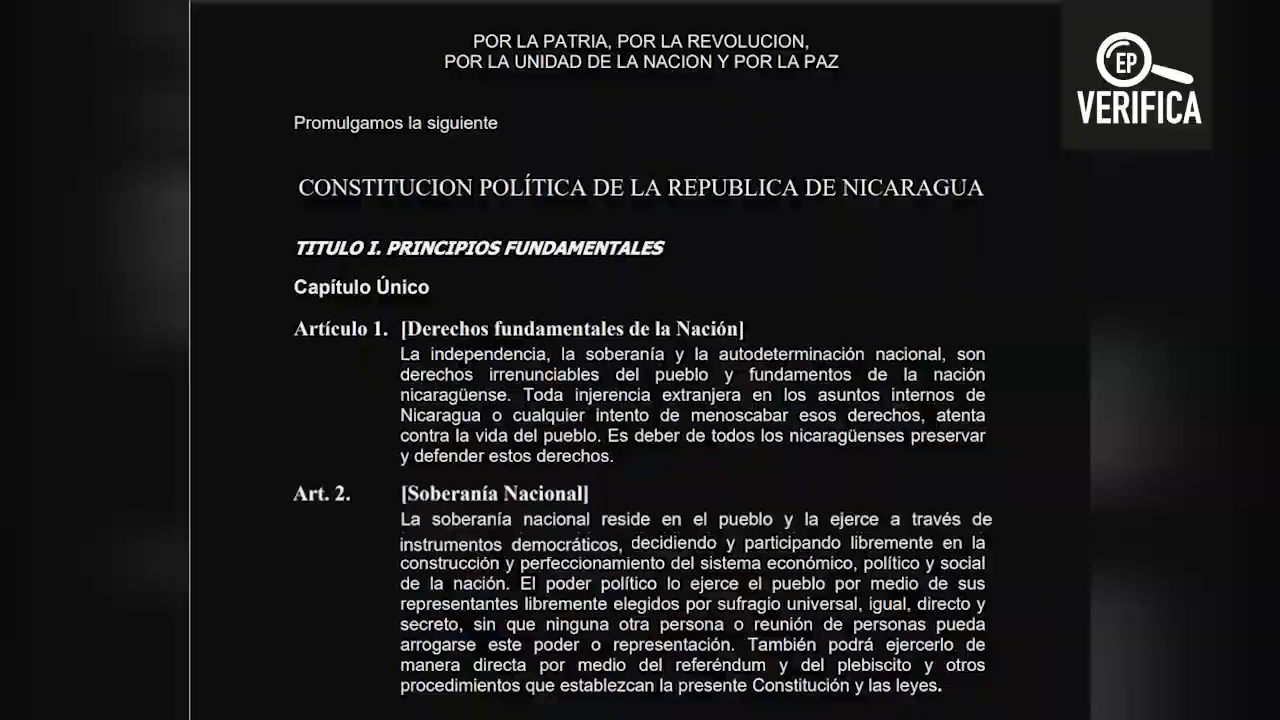 POR LA PATRIA, POR LA REVOLUCION,
POR LA UNIDAD DE LA NACION Y POR LA PAZ
EP
VERIFICA
Promulgamos la siguiente
CONSTITUCION POLÍTICA DE LA REPUBLICA DE NICARAGUA
TITULO I. PRINCIPIOS FUNDAMENTALES
Capítulo Único
Artículo 1. [Derechos fundamentales de la Nación]
La independencia, la soberanía y la autodeterminación nacional, son
derechos irrenunciables del pueblo y fundamentos de la nación
nicaragüense. Toda injerencia extranjera en los asuntos internos de
Nicaragua o cualquier intento de menoscabar esos derechos, atenta
contra la vida del pueblo. Es deber de todos los nicaragüenses preservar
y defender estos derechos.
Art. 2. [Soberanía Nacional]
La soberanía nacional reside en el pueblo y la ejerce a través de
instrumentos democráticos, decidiendo y participando libremente en la
construcción y perfeccionamiento del sistema económico, político y social
de la nación. El poder político lo ejerce el pueblo por medio de sus
representantes libremente elegidos por sufragio universal, igual, directo y
secreto, sin que ninguna otra persona o reunión de personas pueda
arrogarse este poder o representación. También podrá ejercerlo de
manera directa por medio del referéndum y del plebiscito y otros
procedimientos que establezcan la presente Constitución y las leyes.